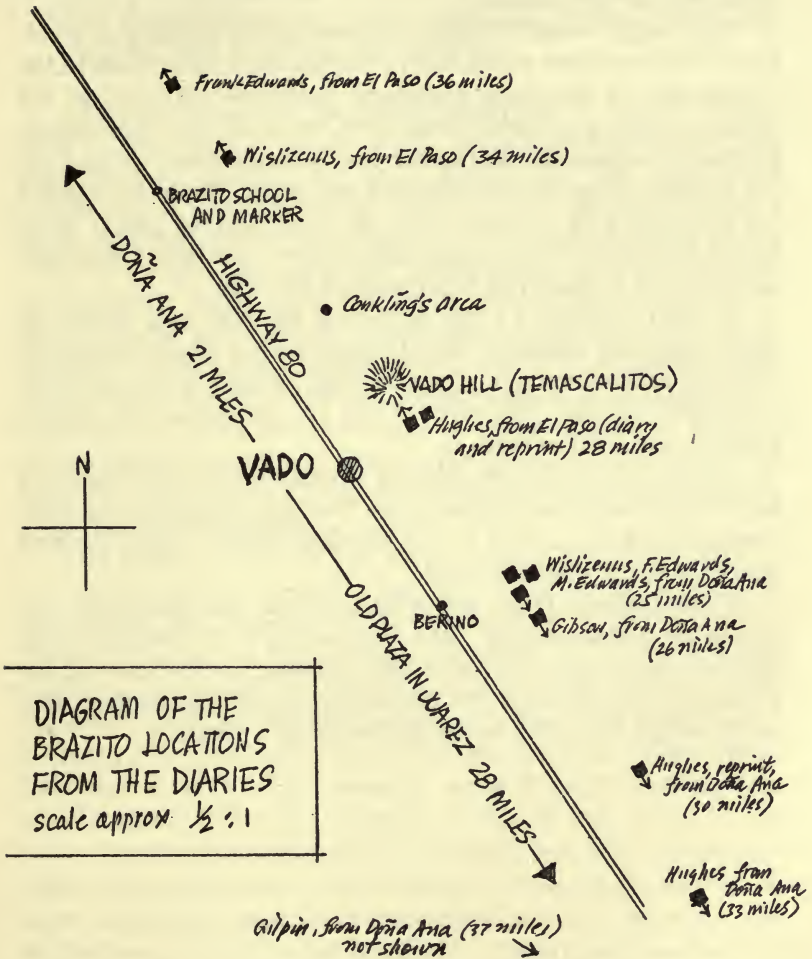 Frank Edwards, from El Paso (36 miles)
Wislizenus, from El Paso (34 miles)
BRAZITO SCHOOL
AND MARKER
DOÑA ANA 21 MILES
HIGHWAY 80
Conkling's area
VADO HILL (TEMASCALITOS)
Hughes, from El Paso (diary
and reprint) 28 miles
VADO
N
Wislizenus, F. Edwards,
M. Edwards, from Doña Ana
(25 miles)
Gibson, from Doña Ana
(26 miles)
BERINO
OLD PLAZA IN JUAREZ 28 MILES
DIAGRAM OF THE
BRAZITO LOCATIONS
FROM THE DIARIES
scale approx ½ : 1
Hughes, reprint,
from Doña Ana
(30 miles)
Hughes from
Doña Ana
(33 miles)
Gilpin, from Doña Ana (37 miles)
not shown